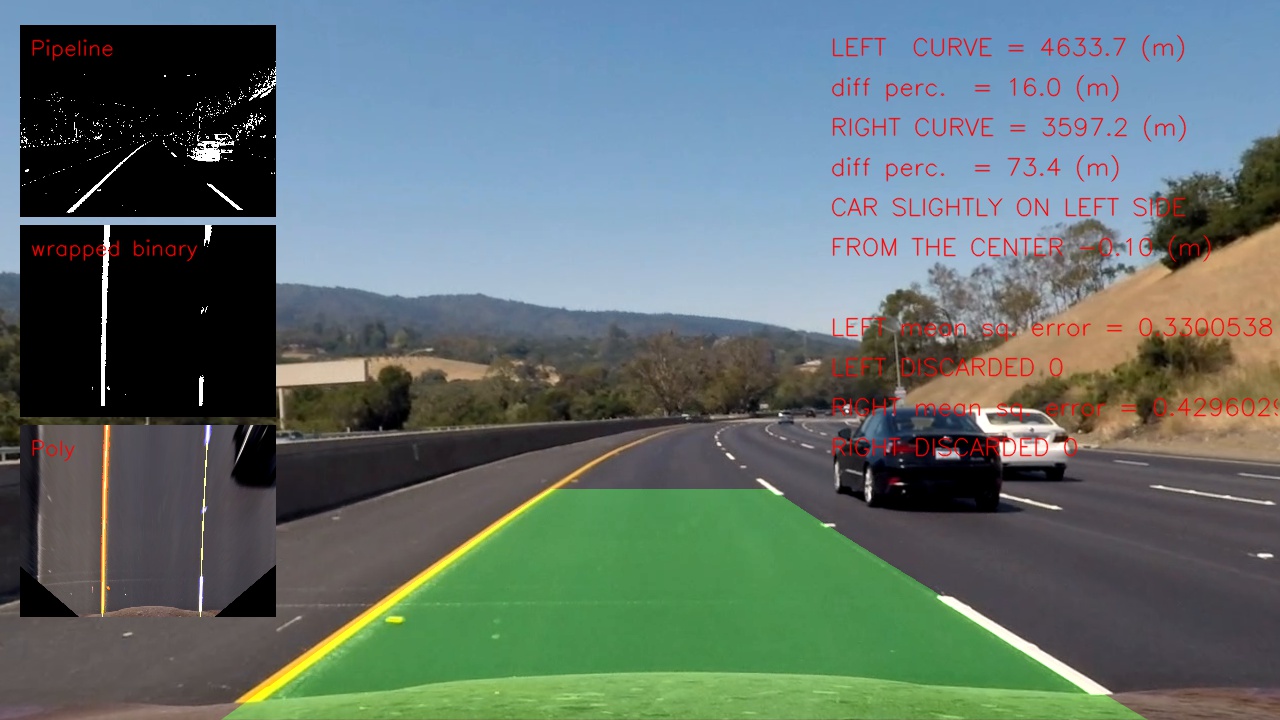 Pipeline
wrapped binary
Poly
LEFT CURVE = 4633.7 (m)
diff perc. = 16.0 (m)
RIGHT CURVE = 3597.2 (m)
diff perc. = 73.4 (m)
CAR SLIGHTLY ON LEFT SIDE
FROM THE CENTER -0.10 (m)
LEFT mean sq. error = 0.3300538
LEFT DISCARDED 0
RIGHT mean sq. error = 0.4296029
RIGHT DISCARDED 0